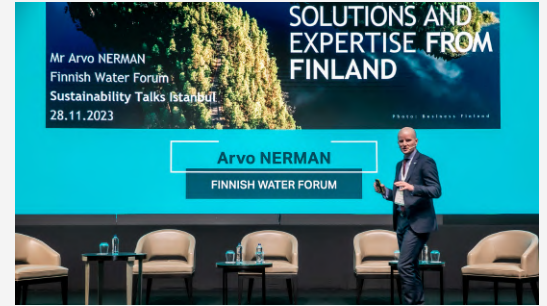 SOLUTIONS AND
EXPERTISE FROM
FINLAND
Mr Arvo NERMAN
Finnish Water Forum
Sustainability Talks Istanbul
28.11.2023
Photo: Business Finland
Arvo NERMAN
FINNISH WATER FORUM